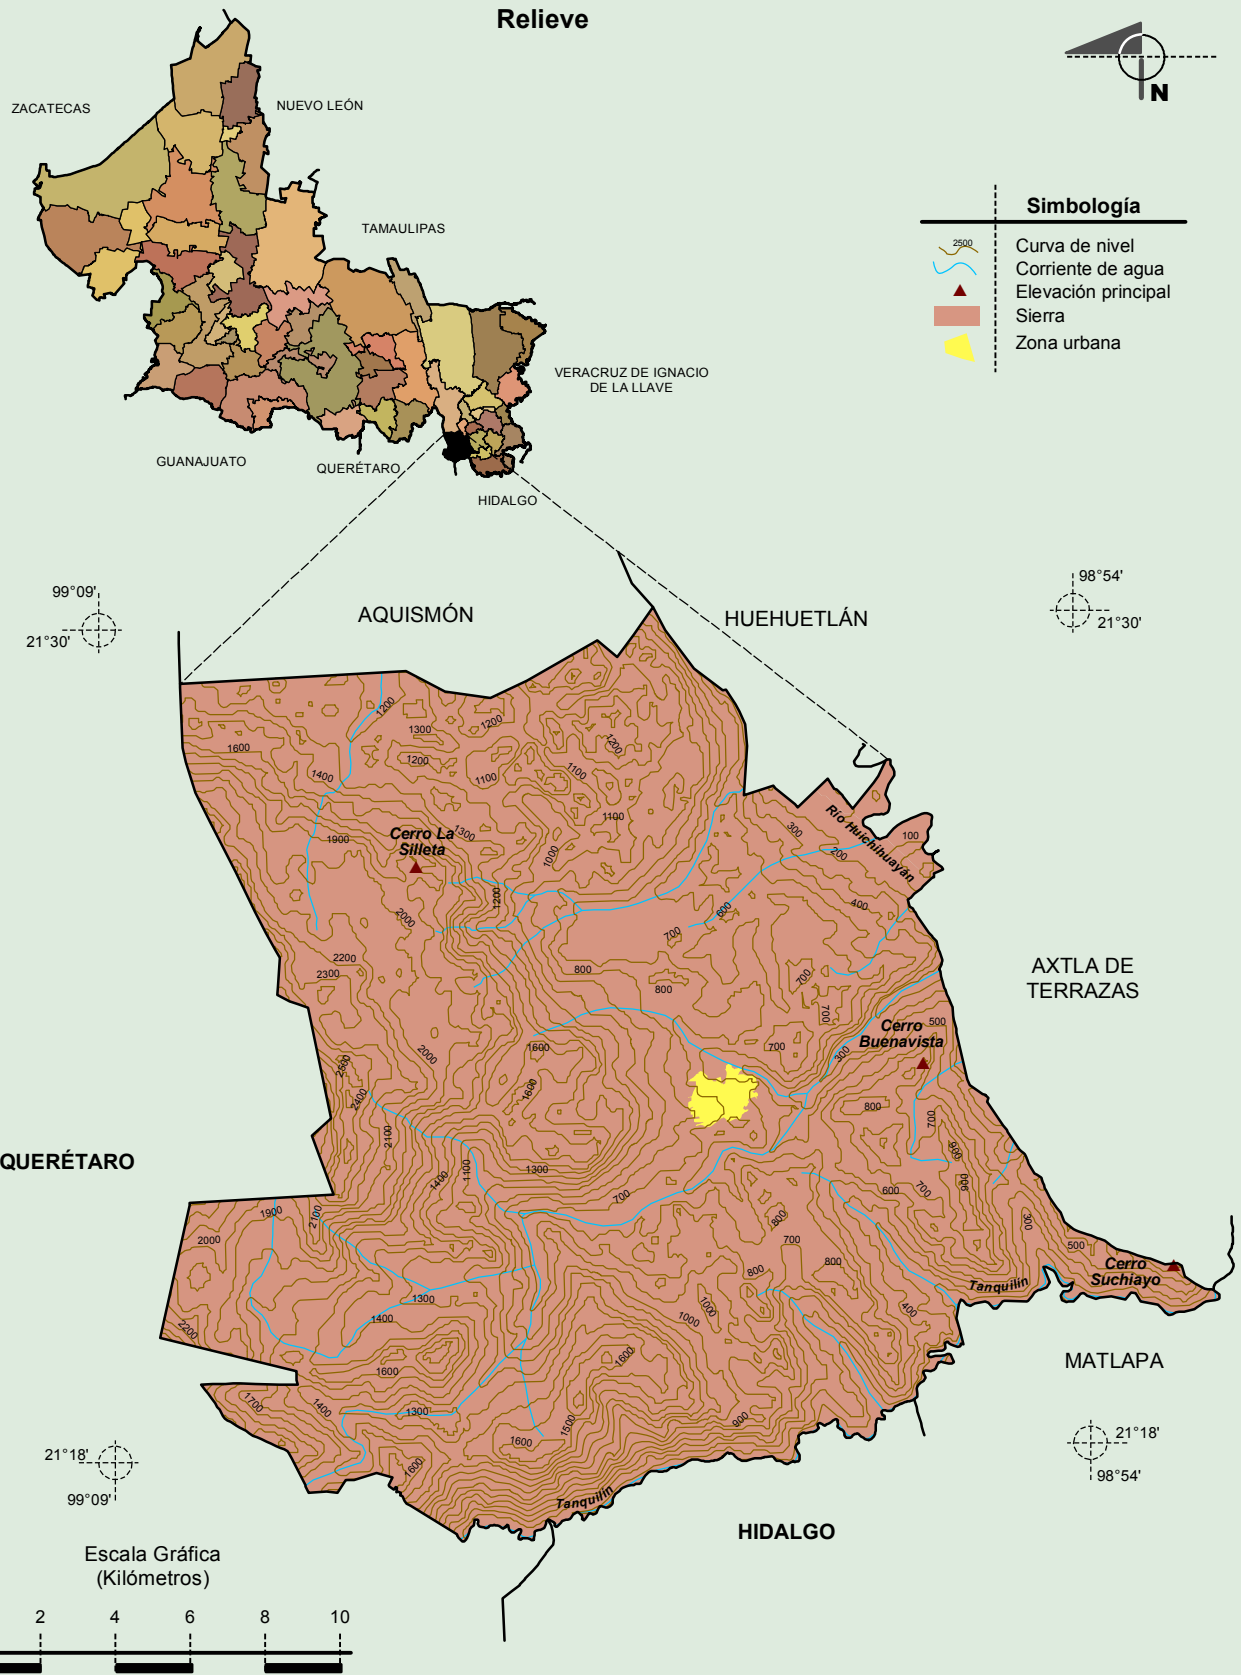 Relieve
N
ZACATECAS
NUEVO LEÓN
TAMAULIPAS
VERACRUZ DE IGNACIO
DE LA LLAVE
GUANAJUATO
QUERÉTARO
HIDALGO
Simbología
2500
Curva de nivel
Corriente de agua
Elevación principal
Sierra
Zona urbana
99°09'
21°30'
98°54'
21°30'
AQUISMÓN
HUEHUETLÁN
1200
1300
1200
1200
1600
1200
1400
1100
1100
1100
1900
Cerro La
Silleta
1300
1000
300
Río Huichihuayán
100
200
1200
400
2000
600
700
2200
2300
800
800
700
700
AXTLA DE
TERRAZAS
Cerro
Buenavista
500
2000
1600
700
300
2500
2400
1600
800
700
2100
900
QUERÉTARO
1400
1100
1300
700
600
700
900
1900
2100
2000
800
700
300
500
800
800
Cerro
Suchiayo
Tanquilín
1300
1400
2200
1000
1000
400
1600
1600
MATLAPA
1700
1400
1300
1500
1600
900
1600
Tanquilín
21°18'
99°09'
21°18'
98°54'
HIDALGO
Escala Gráfica
(Kilómetros)
2 4 6 8 10